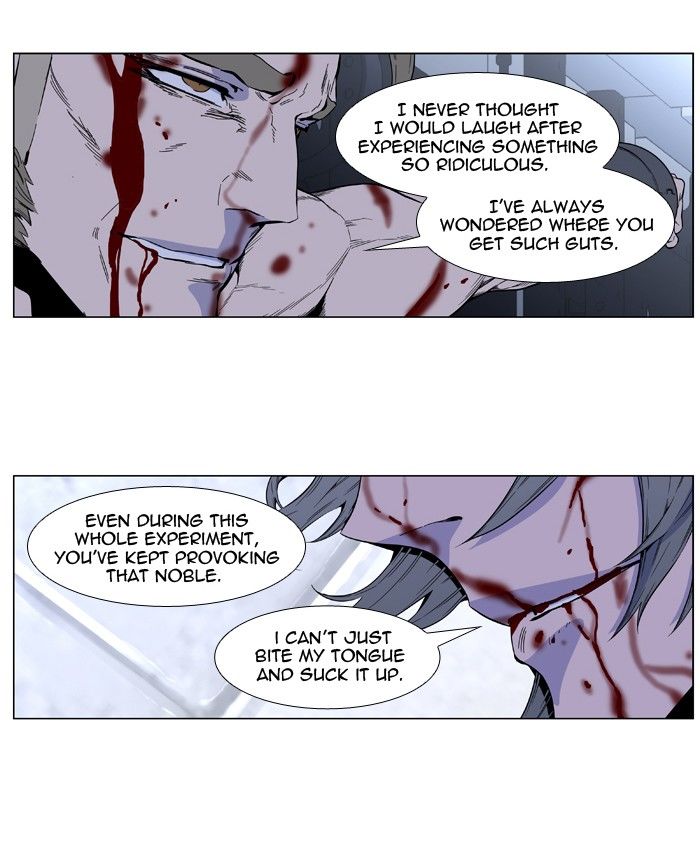 I NEVER THOUGHT
I WOULD LAUGH AFTER
EXPERIENCING SOMETHING
SO RIDICULOUS.
I'VE ALWAYS
WONDERED WHERE YOU
GET SUCH GUTS.
EVEN DURING THIS
WHOLE EXPERIMENT,
YOU'VE KEPT PROVOKING
THAT NOBLE.
I CAN'T JUST
BITE MY TONGUE
AND SUCK IT UP.